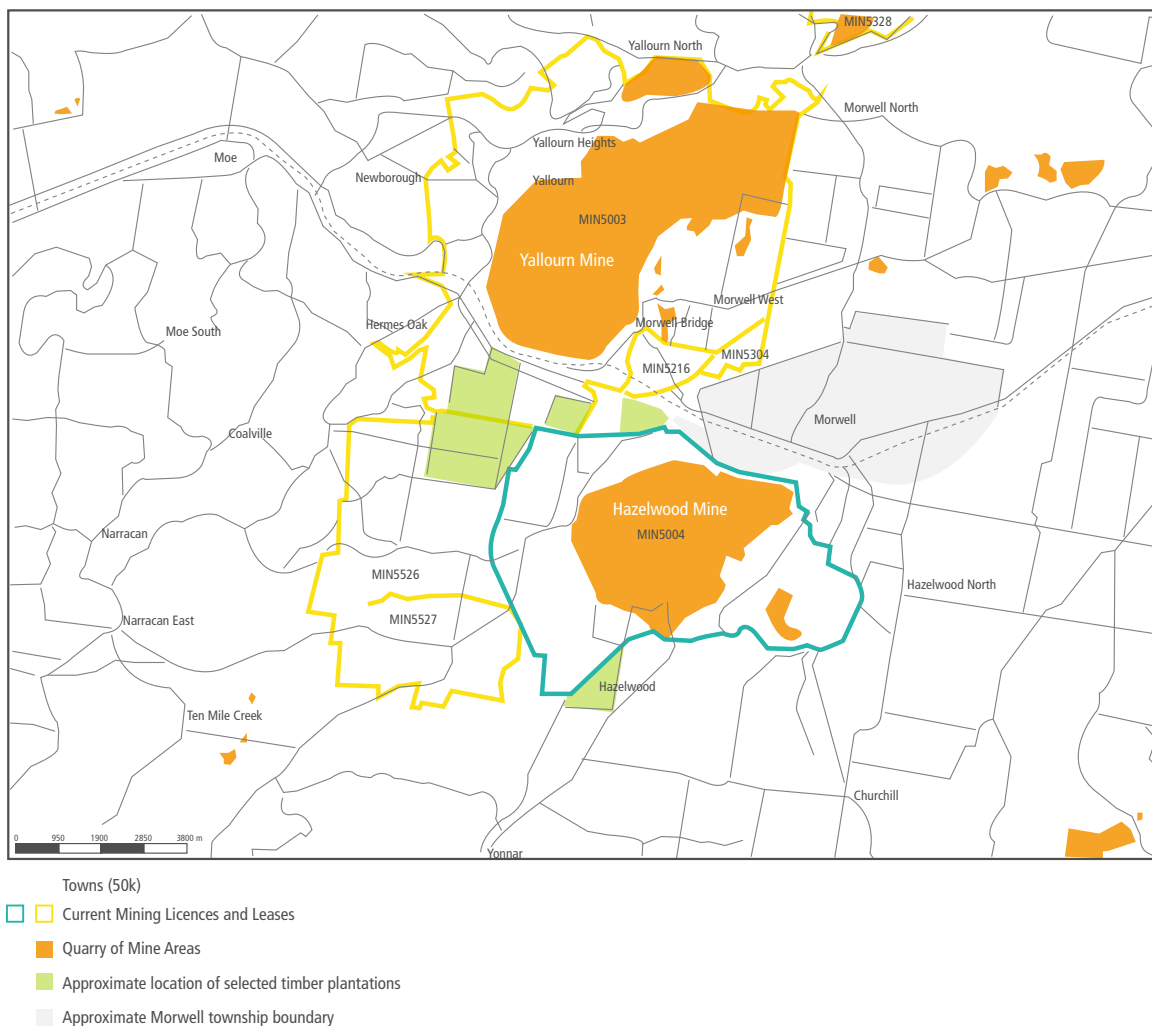 MIN5328
Yallourn North
Morwell North
Yallourn Heights
Moe
Newborough
Yallourn
MIN5003
Yallourn Mine
Morwell West
Hermes Oak
Morwell Bridge
Moe South
MIN5304
MIN5216
Morwell
Coalville
Hazelwood Mine
MIN5004
Narracan
MIN5526
Hazelwood North
MIN5527
Narracan East
Hazelwood
Ten Mile Creek
Churchill
0 950 1900 2850 3800 m
Yonnar
Towns (50k)
Current Mining Licences and Leases
Quarry of Mine Areas
Approximate location of selected timber plantations
Approximate Morwell township boundary